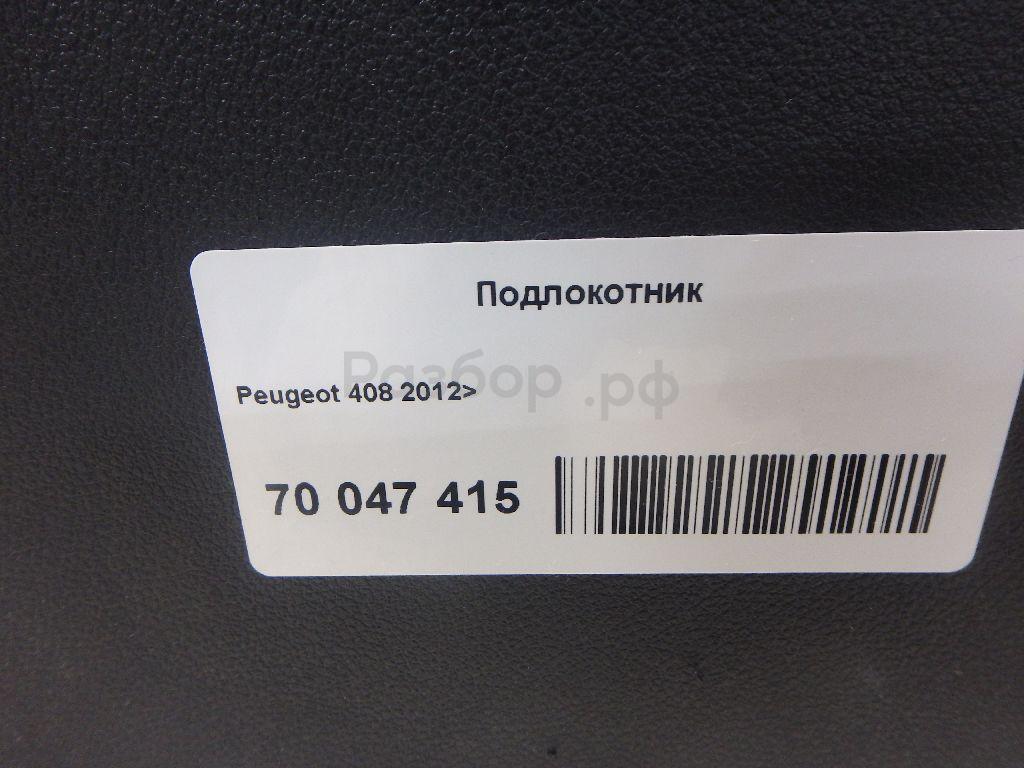 Подлокотник
Разбор.рф
Peugeot 408 2012>
70 047 415